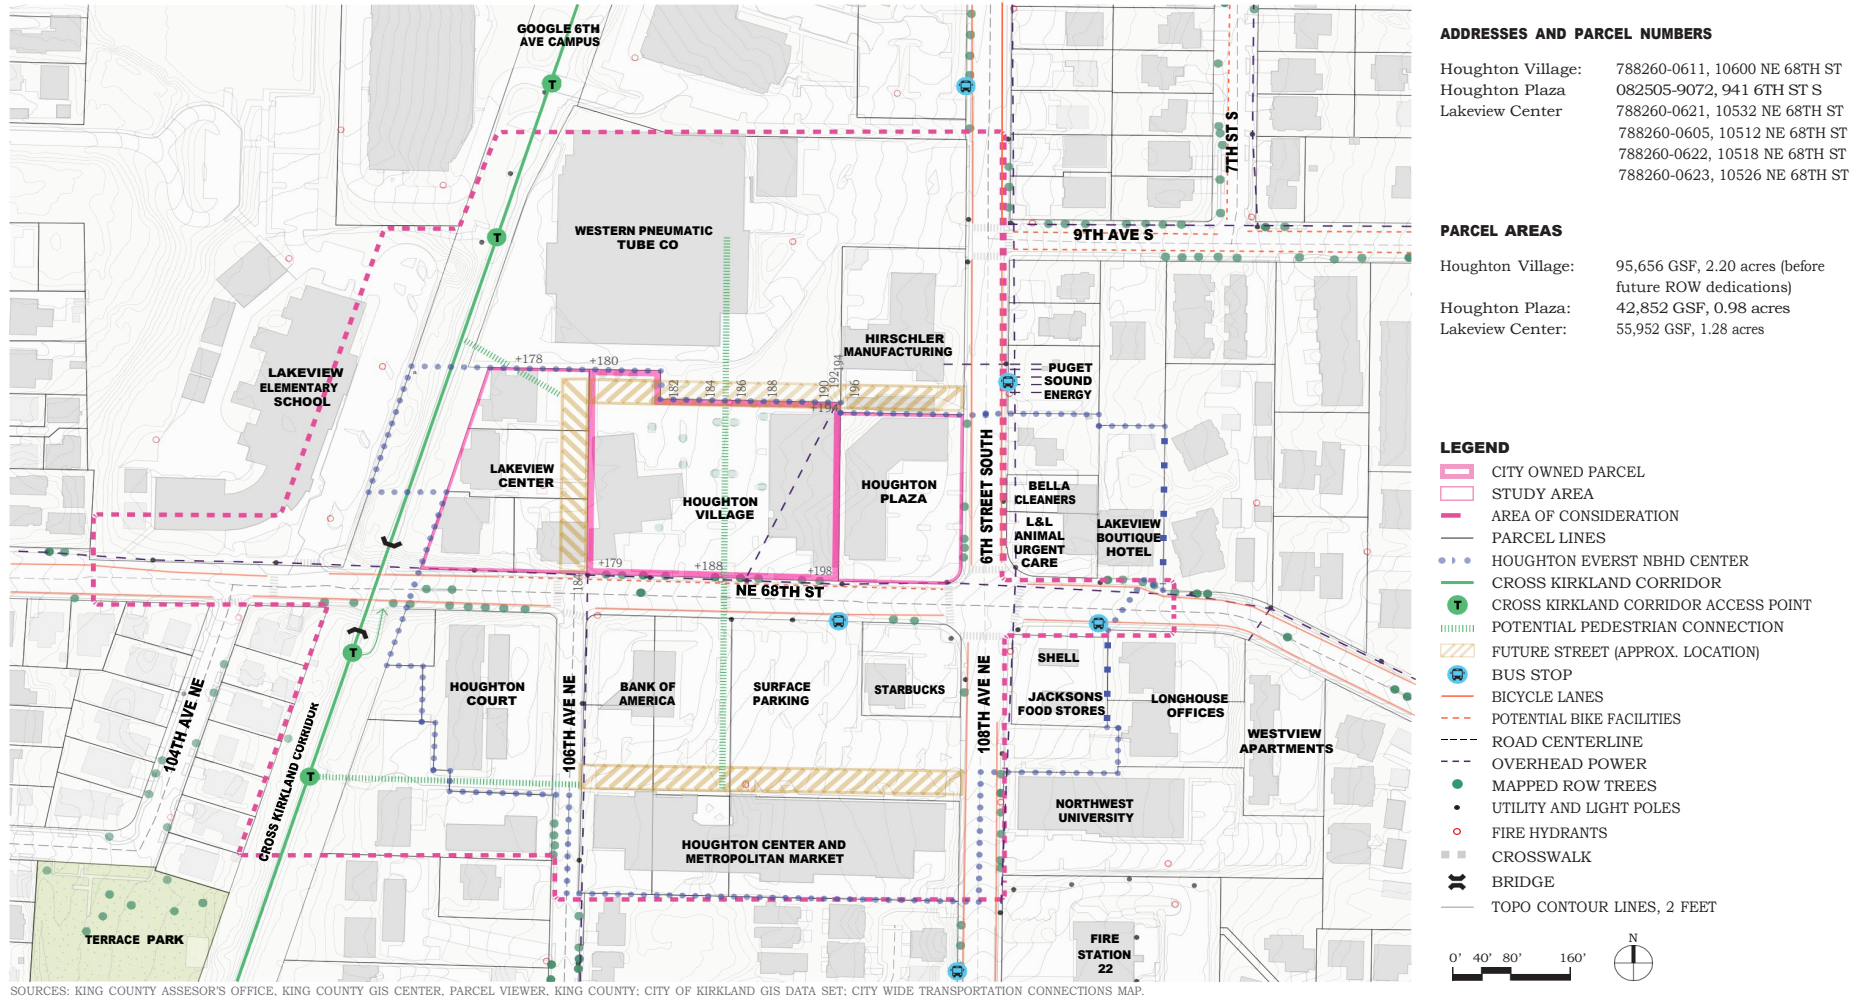 GOOGLE 6TH
AVE CAMPUS
T
T
WESTERN PNEUMATIC
TUBE CO
7TH ST S
9TH AVE S
HIRSCHLER
MANUFACTURING
LAKEVIEW
ELEMENTARY
SCHOOL
+178
+180
182
184
186
188
190
192
194
196
+194
PUGET
SOUND
ENERGY
LAKEVIEW
CENTER
HOUGHTON
VILLAGE
HOUGHTON
PLAZA
6TH STREET SOUTH
BELLA
CLEANERS
L&L
ANIMAL
URGENT
CARE
LAKEVIEW
BOUTIQUE
HOTEL
+179
+188
+198
184
NE 68TH ST
T
T
104TH AVE NE
CROSS KIRKLAND CORRIDUR
HOUGHTON
COURT
106TH AVE NE
BANK OF
AMERICA
SURFACE
PARKING
STARBUCKS
108TH AVE NE
SHELL
JACKSONS
FOOD STORES
LONGHOUSE
OFFICES
WESTVIEW
APARTMENTS
NORTHWEST
UNIVERSITY
HOUGHTON CENTER AND
METROPOLITAN MARKET
TERRACE PARK
FIRE
STATION
22
SOURCES: KING COUNTY ASSESOR'S OFFICE, KING COUNTY GIS CENTER, PARCEL VIEWER, KING COUNTY; CITY OF KIRKLAND GIS DATA SET; CITY WIDE TRANSPORTATION CONNECTIONS MAP.
ADDRESSES AND PARCEL NUMBERS
Houghton Village: 788260-0611, 10600 NE 68TH ST
Houghton Plaza 082505-9072, 941 6TH ST S
Lakeview Center 788260-0621, 10532 NE 68TH ST
788260-0605, 10512 NE 68TH ST
788260-0622, 10518 NE 68TH ST
788260-0623, 10526 NE 68TH ST
PARCEL AREAS
Houghton Village: 95,656 GSF, 2.20 acres (before
future ROW dedications)
Houghton Plaza: 42,852 GSF, 0.98 acres
Lakeview Center: 55,952 GSF, 1.28 acres
LEGEND
CITY OWNED PARCEL
STUDY AREA
AREA OF CONSIDERATION
PARCEL LINES
HOUGHTON EVERST NBHD CENTER
CROSS KIRKLAND CORRIDOR
T CROSS KIRKLAND CORRIDOR ACCESS POINT
POTENTIAL PEDESTRIAN CONNECTION
FUTURE STREET (APPROX. LOCATION)
BUS STOP
BICYCLE LANES
POTENTIAL BIKE FACILITIES
ROAD CENTERLINE
OVERHEAD POWER
MAPPED ROW TREES
UTILITY AND LIGHT POLES
FIRE HYDRANTS
CROSSWALK
BRIDGE
TOPO CONTOUR LINES, 2 FEET
0' 40' 80' 160'
N